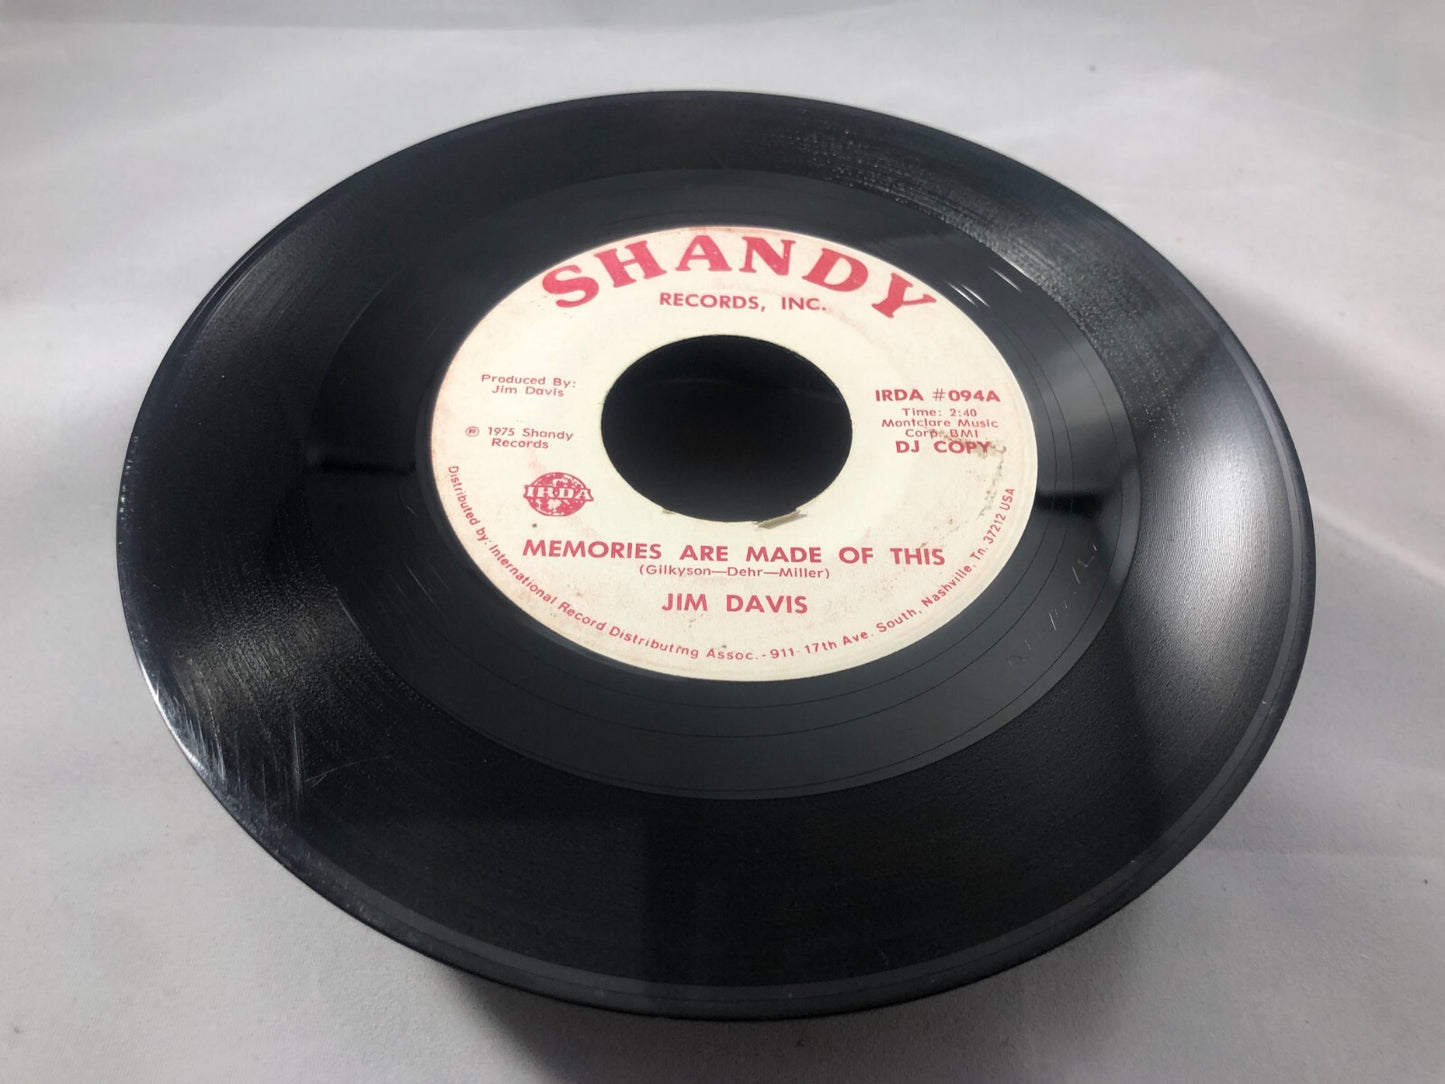 SHANDY
RECORDS, INC.
Produced By:
Jim Davis
℗ 1975 Shandy
Records
IRDA
IRDA #094A
Time: 2:40
Montclare Music
Corp. BMI
DJ COPY
MEMORIES ARE MADE OF THIS
(Gilkyson—Dehr—Miller)
JIM DAVIS
Distributed by: International Record Distributing Assoc. - 911- 17th Ave. South, Nashville, Tn. 37212 USA